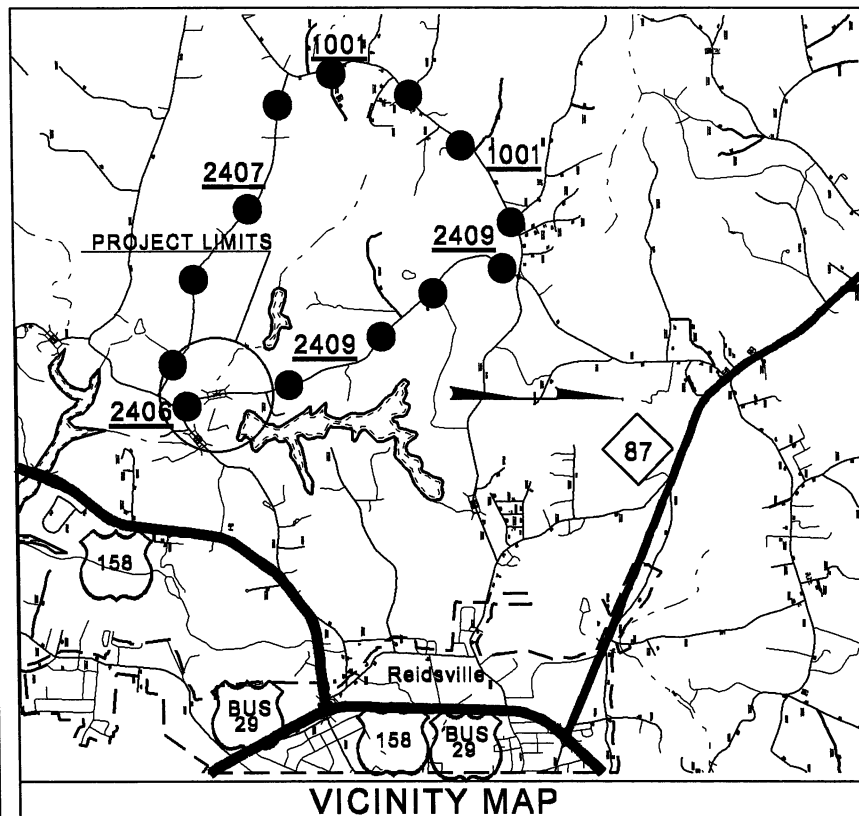 1001
2407
1001
PROJECT LIMITS
2409
2409
2406
87
158
Reidsville
BUS
29
158
BUS
29
VICINITY MAP